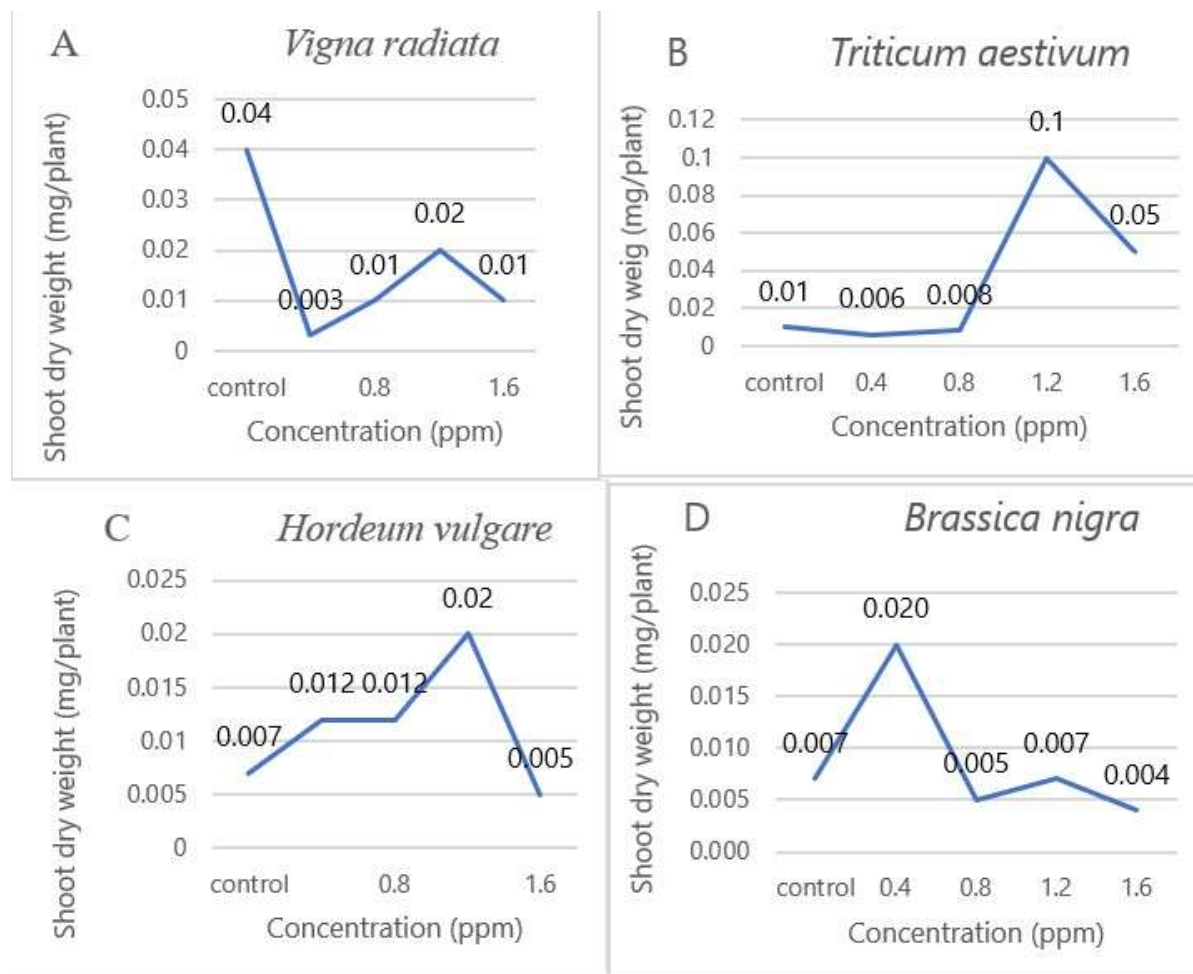 A
Vigna radiata
Shoot dry weight (mg/plant)
0.05
0.04
0.03
0.02
0.01
0
0.04
0.003
0.01
0.02
0.01
control
0.8
1.6
Concentration (ppm)
B
Triticum aestivum
Shoot dry weig (mg/plant)
0.12
0.1
0.08
0.06
0.04
0.02
0
0.01
0.006
0.008
0.1
0.05
control
0.4
0.8
1.2
1.6
Concentration (ppm)
C
Hordeum vulgare
Shoot dry weight (mg/plant)
0.025
0.02
0.015
0.01
0.005
0
0.007
0.012
0.012
0.02
0.005
control
0.8
1.6
Concentration (ppm)
D
Brassica nigra
Shoot dry weight (mg/plant)
0.025
0.020
0.015
0.010
0.005
0.000
0.007
0.020
0.005
0.007
0.004
control
0.4
0.8
1.2
1.6
Concentration (ppm)